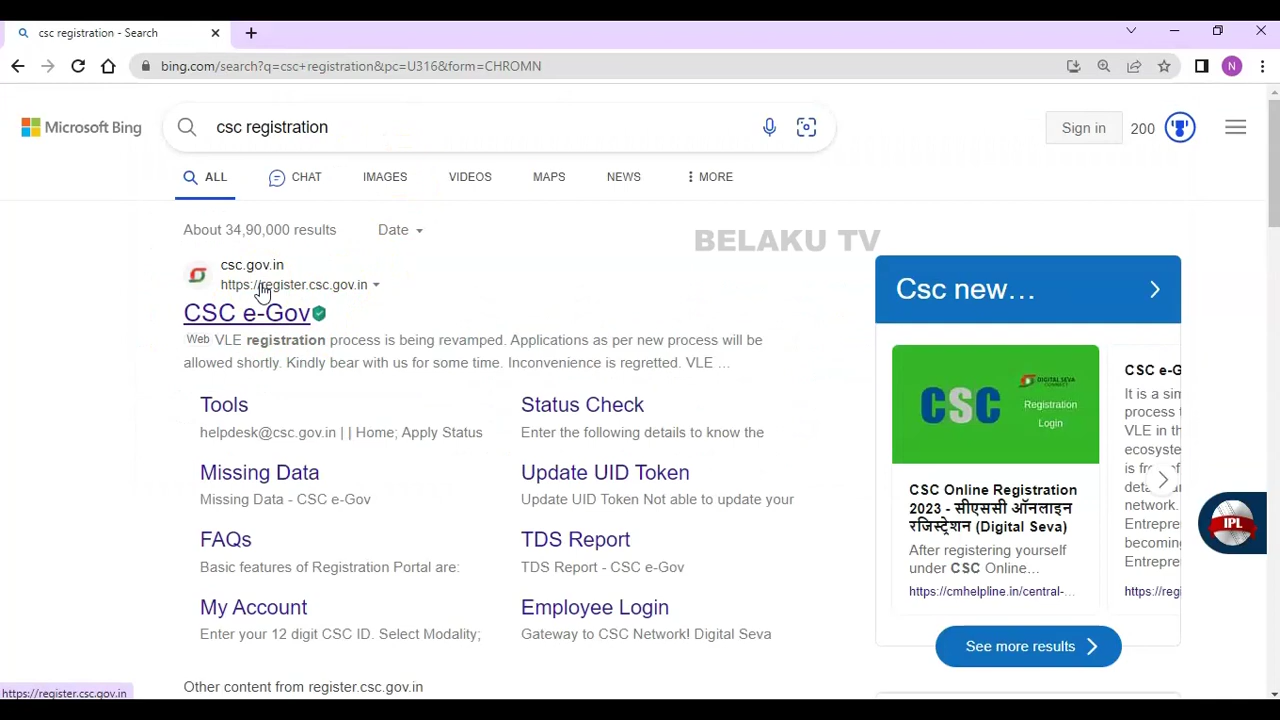 csc registration - Search
bing.com/search?q=csc+registration&pc=U316&form=CHROMN
N
Microsoft Bing
csc registration
Sign in
200
ALL
CHAT
IMAGES
VIDEOS
MAPS
NEWS
MORE
About 34,90,000 results
Date
BELAKU TV
csc.gov.in
https://register.csc.gov.in
CSC e-Gov
Web VLE registration process is being revamped. Applications as per new process will be
allowed shortly. Kindly bear with us for some time. Inconvenience is regretted. VLE ...
Tools
helpdesk@csc.gov.in | | Home; Apply Status
Status Check
Enter the following details to know the
Missing Data
Missing Data - CSC e-Gov
Update UID Token
Update UID Token Not able to update your
FAQs
Basic features of Registration Portal are:
TDS Report
TDS Report - CSC e-Gov
My Account
Enter your 12 digit CSC ID. Select Modality;
Employee Login
Gateway to CSC Network! Digital Seva
Other content from register.csc.gov.in
Csc new...
CSC
DIGITAL SEVA
CONNECT
Registration
Login
CSC Online Registration
2023 - सीएससी ऑनलाइन
रजिस्ट्रेशन (Digital Seva)
After registering yourself
under CSC Online...
https://cmhelpline.in/central-...
CSC e-G
It is a sim
process
VLE in th
ecosyste
is fr
deta
network.
Entrepre
becomin
Entrepre
https://regi
See more results
IPL
https://register.csc.gov.in